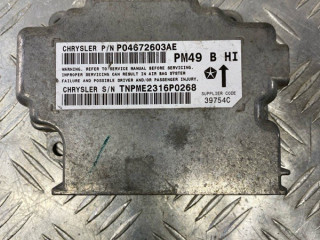 CHRYSLER P/N P04672603AE
PM49 B HI
WARNING. REFER TO SERVICE MANUAL BEFORE SERVICING.
IMPROPER SERVICING CAN RESULT IN AIR BAG SYSTEM
FAILURE AND POSSIBLE DRIVER AND/OR PASSENGER INJURY.
CHRYSLER S/N TNPME2316P0268
SUPPLIER CODE
39754C